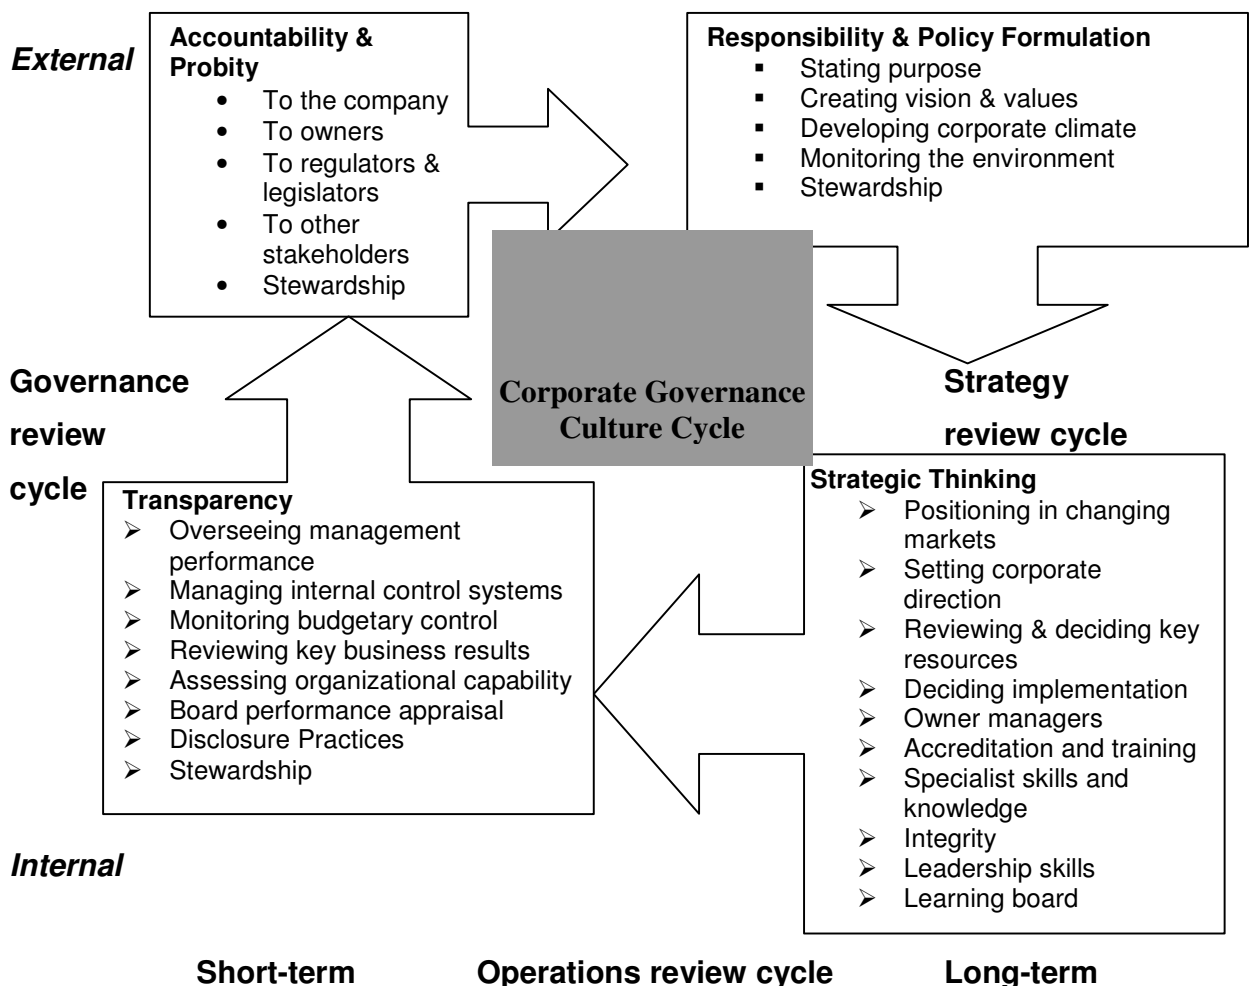 External
Accountability &
Probity
• To the company
• To owners
• To regulators &
legislators
• To other
stakeholders
• Stewardship
Responsibility & Policy Formulation
▪ Stating purpose
▪ Creating vision & values
▪ Developing corporate climate
▪ Monitoring the environment
▪ Stewardship
Corporate Governance
Culture Cycle
Governance
review
cycle
Strategy
review cycle
Transparency
➢ Overseeing management
performance
➢ Managing internal control systems
➢ Monitoring budgetary control
➢ Reviewing key business results
➢ Assessing organizational capability
➢ Board performance appraisal
➢ Disclosure Practices
➢ Stewardship
Strategic Thinking
➢ Positioning in changing
markets
➢ Setting corporate
direction
➢ Reviewing & deciding key
resources
➢ Deciding implementation
➢ Owner managers
➢ Accreditation and training
➢ Specialist skills and
knowledge
➢ Integrity
➢ Leadership skills
➢ Learning board
Internal
Short-term
Operations review cycle
Long-term